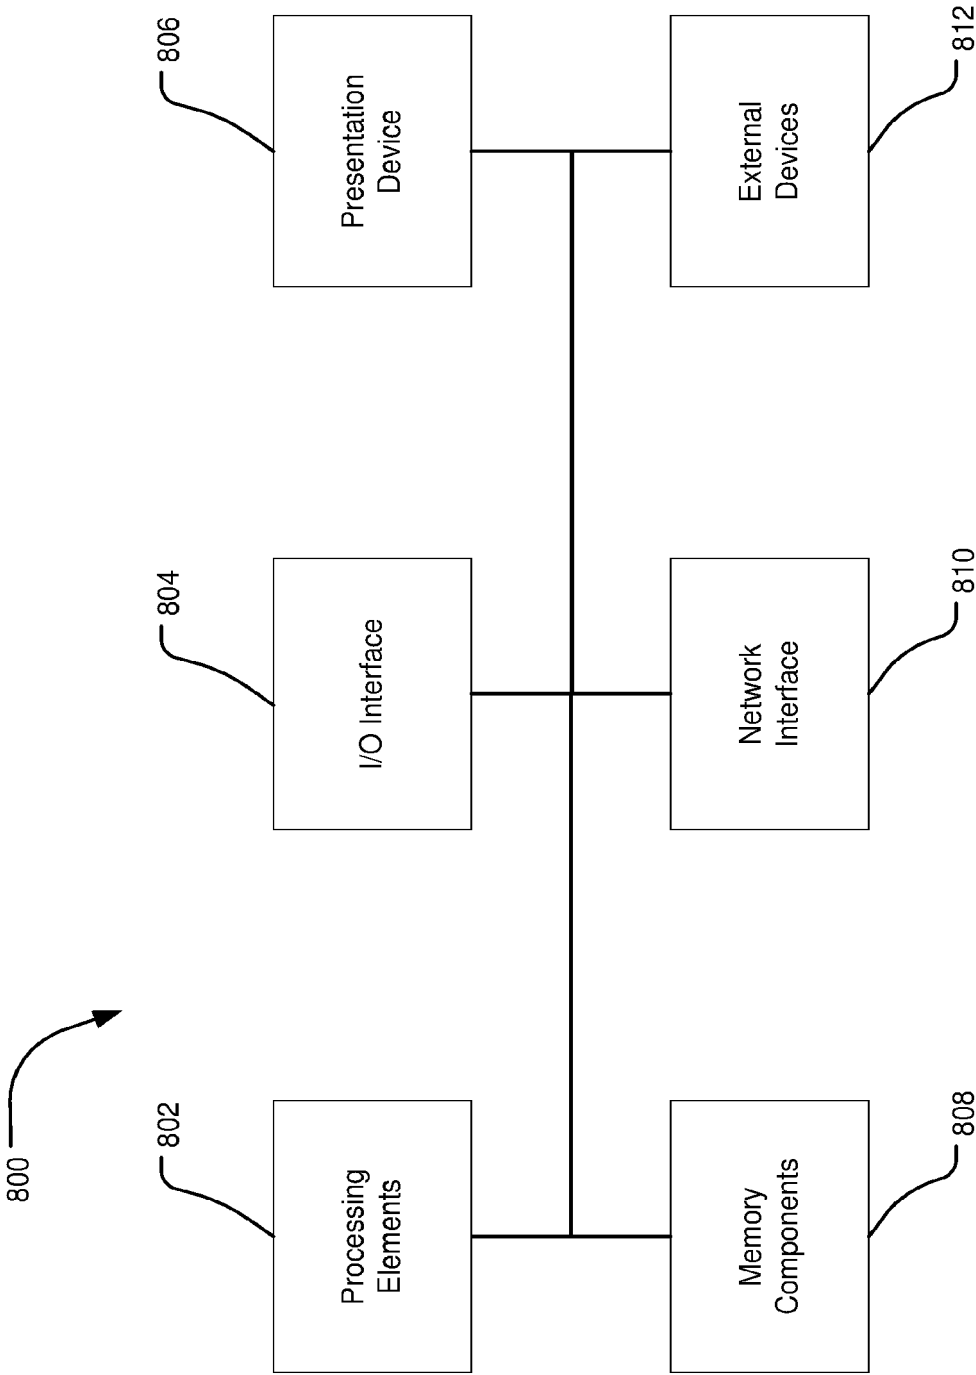 800
802
804
806
Processing
Elements
I/O Interface
Presentation
Device
Memory
Components
Network
Interface
External
Devices
808
810
812